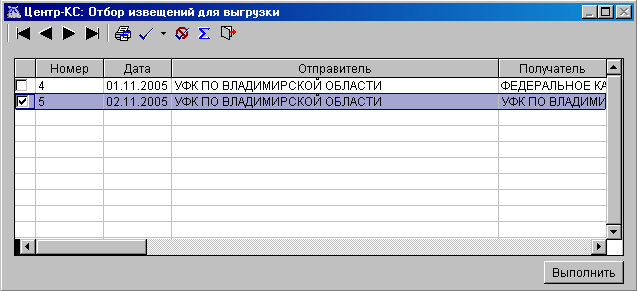 Центр-КС: Отбор извещений для выгрузки
Номер Дата Отправитель Получатель
4 01.11.2005 УФК ПО ВЛАДИМИРСКОЙ ОБЛАСТИ ФЕДЕРАЛЬНОЕ КА
5 02.11.2005 УФК ПО ВЛАДИМИРСКОЙ ОБЛАСТИ УФК ПО ВЛАДИМИ
Выполнить